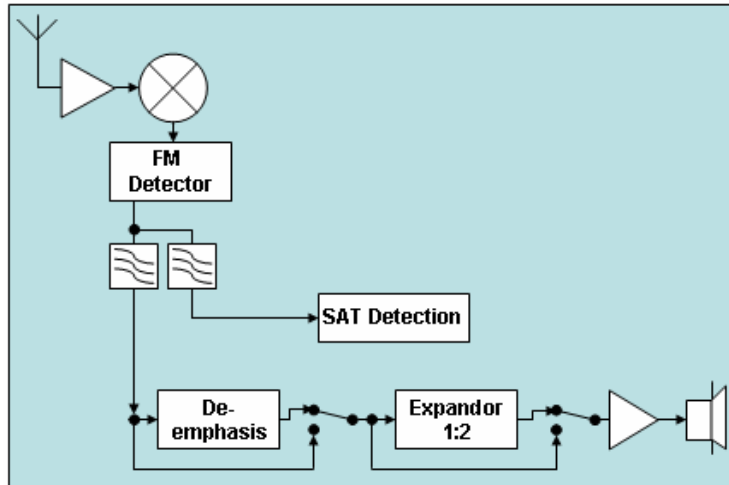 FM
Detector
SAT Detection
De-
emphasis
Expandor
1:2